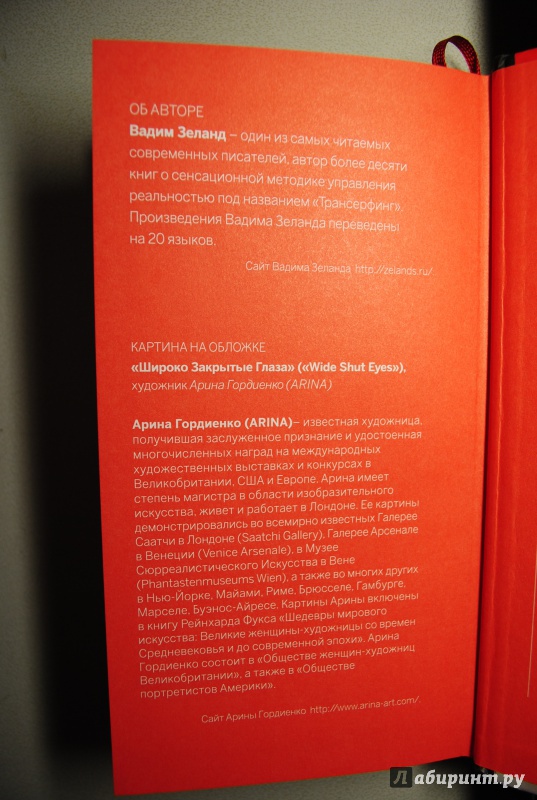 ОБ АВТОРЕ
Вадим Зеланд – один из самых читаемых
современных писателей, автор более десяти
книг о сенсационной методике управления
реальностью под названием «Трансерфинг».
Произведения Вадима Зеланда переведены
на 20 языков.
Сайт Вадима Зеланда http://zelands.ru/
КАРТИНА НА ОБЛОЖКЕ
«Широко Закрытые Глаза» («Wide Shut Eyes»),
художник Арина Гордиенко (ARINA)
Арина Гордиенко (ARINA)– известная художница,
получившая заслуженное признание и удостоенная
многочисленных наград на международных
художественных выставках и конкурсах в
Великобритании, США и Европе. Арина имеет
степень магистра в области изобразительного
искусства, живет и работает в Лондоне. Ее картины
демонстрировались во всемирно известных Галерее
Саатчи в Лондоне (Saatchi Gallery), Галерее Арсенале
в Венеции (Venice Arsenale), в Музее
Сюрреалистического Искусства в Вене
(Phantastenmuseums Wien), а также во многих других
в Нью-Йорке, Майами, Риме, Брюсселе, Гамбурге,
Марселе, Буэнос-Айресе. Картины Арины включены
в книгу Рейнхарда Фукса «Шедевры мирового
искусства: Великие женщины-художницы со времен
Средневековья и до современной эпохи». Арина
Гордиенко состоит в «Обществе женщин-художниц
Великобритании», а также в «Обществе
портретистов Америки».
Сайт Арины Гордиенко http://www.arina-art.com/
Лабиринт.ру